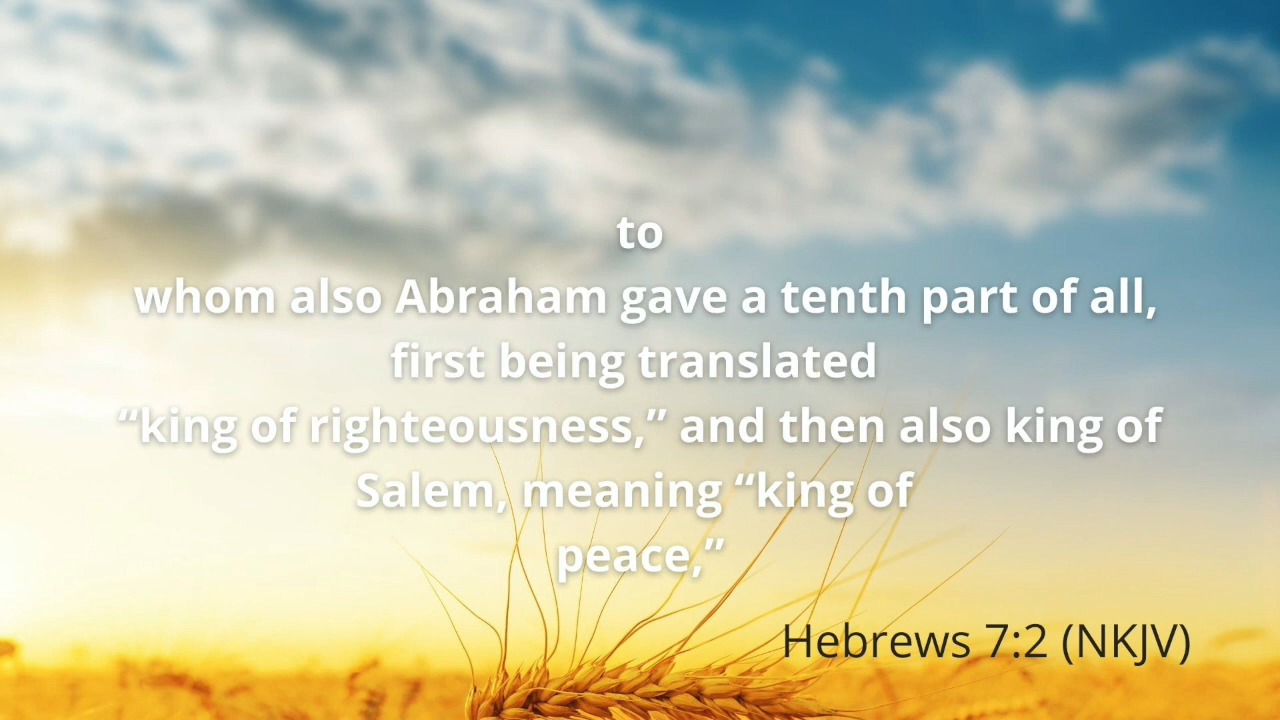 to
whom also Abraham gave a tenth part of all,
first being translated
“king of righteousness,” and then also king of
Salem, meaning “king of
peace,”
Hebrews 7:2 (NKJV)